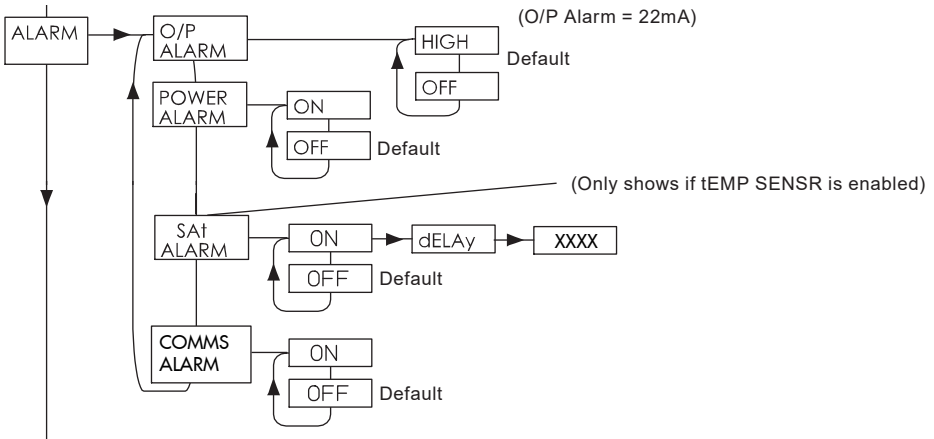 (O/P Alarm = 22mA)
ALARM
O/P
ALARM
HIGH
Default
OFF
POWER
ALARM
ON
OFF
Default
(Only shows if tEMP SENSR is enabled)
SAt
ALARM
ON
dELAy
XXXX
OFF
Default
COMMS
ALARM
ON
OFF
Default